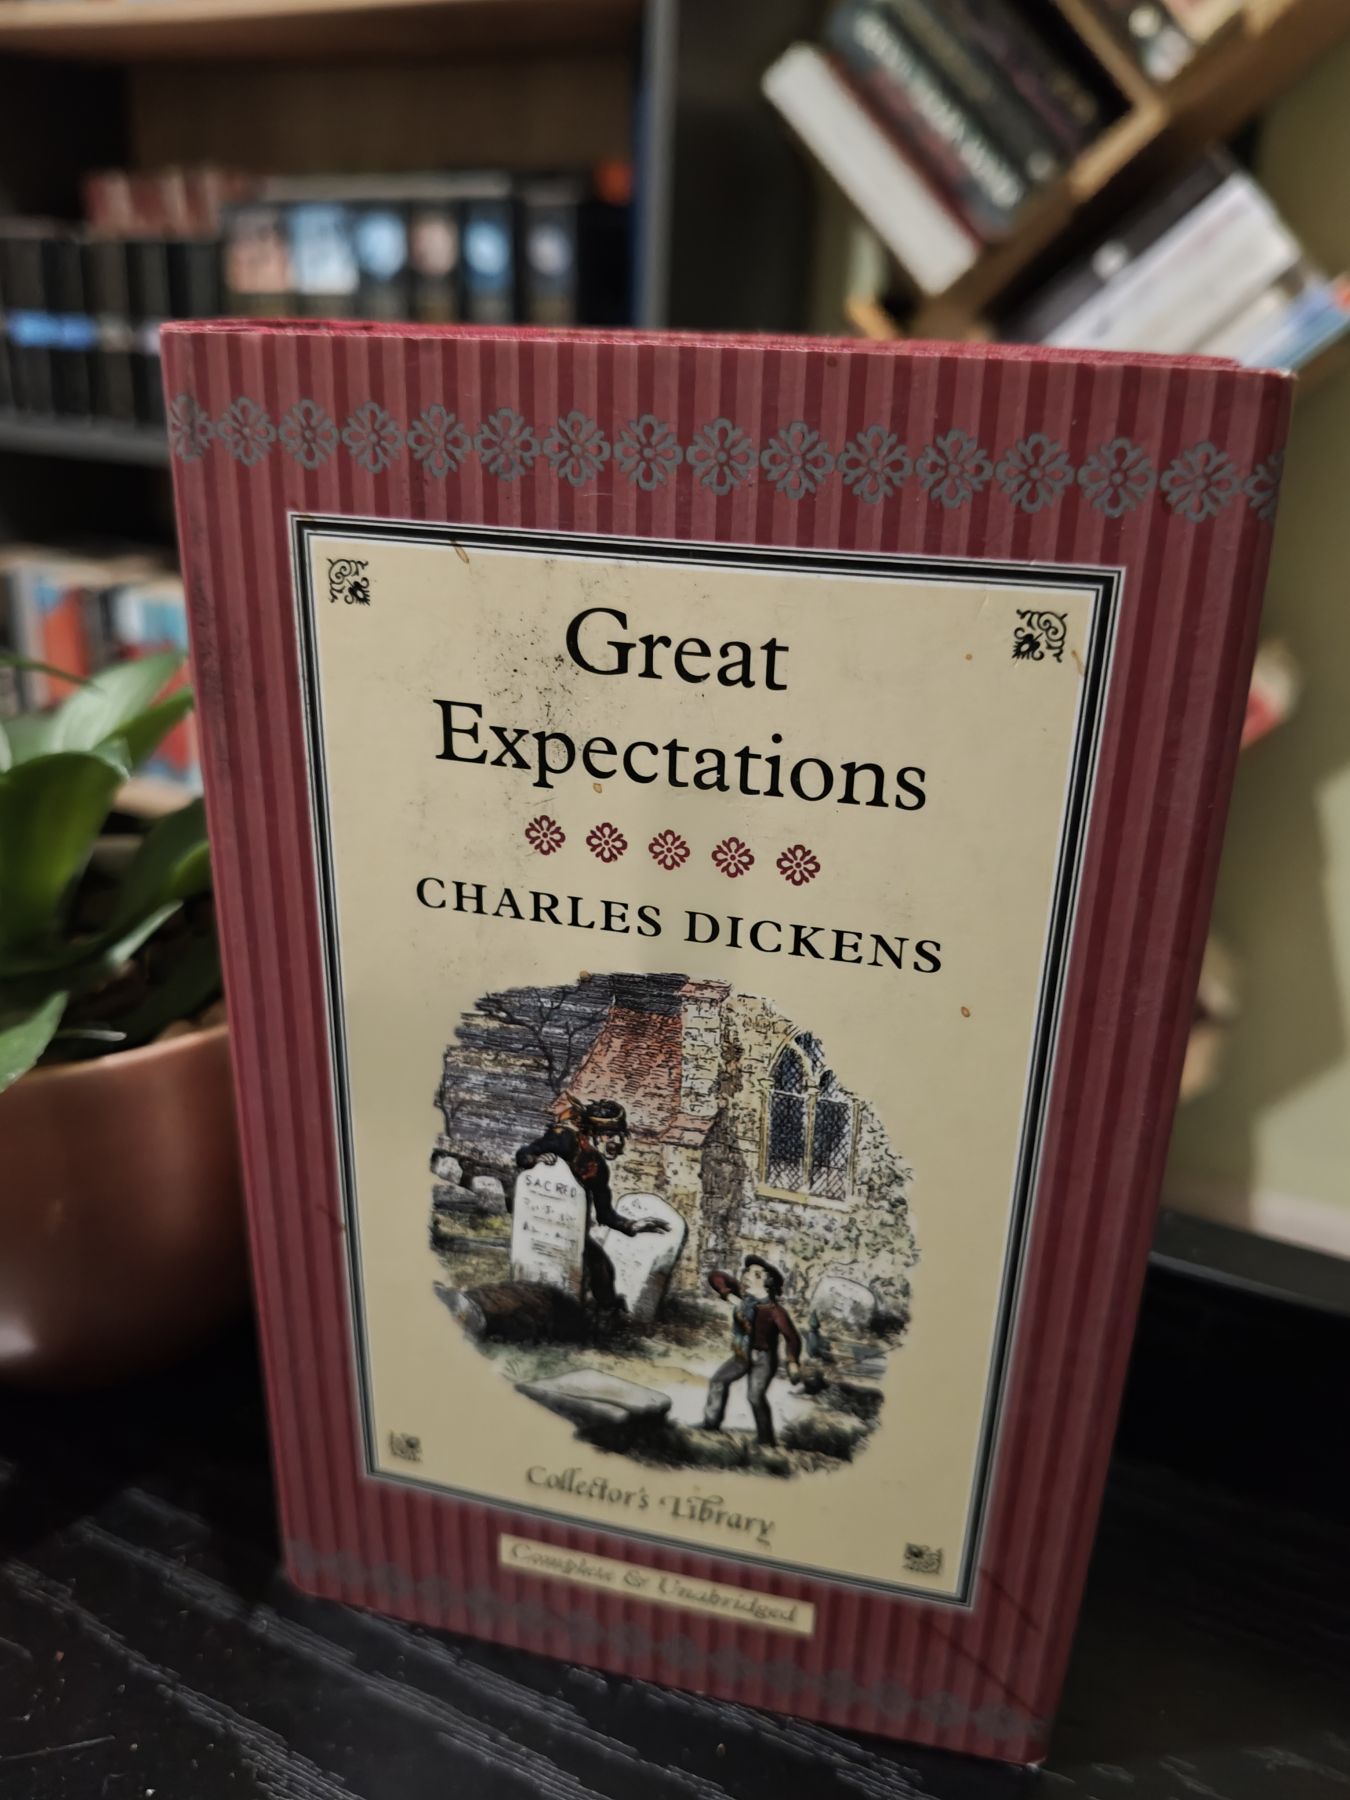 Great
Expectations
CHARLES DICKENS
SACRED
Collector's Library
Complete & Unabridged